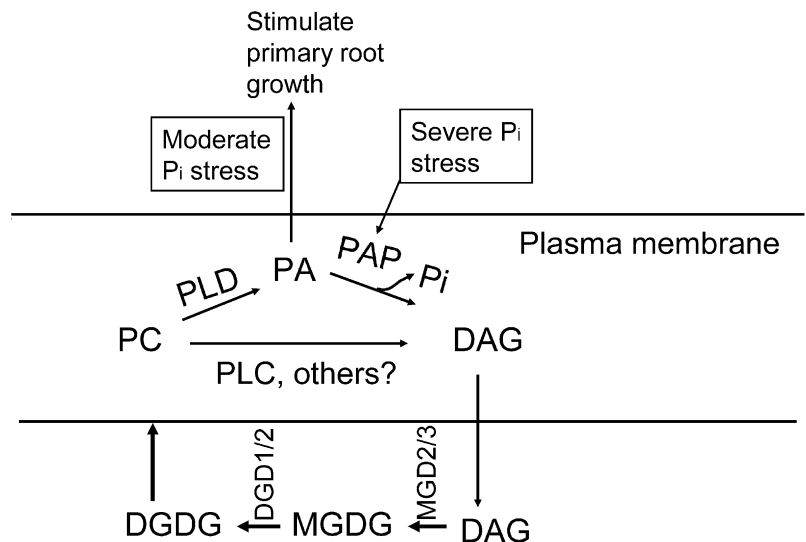 Stimulate
primary root
growth
Moderate
Pi stress
Severe Pi
stress
Plasma membrane
PAP
PA
Pi
PLD
PC
DAG
PLC, others?
DGD1/2
MGD2/3
DGDG
MGDG
DAG